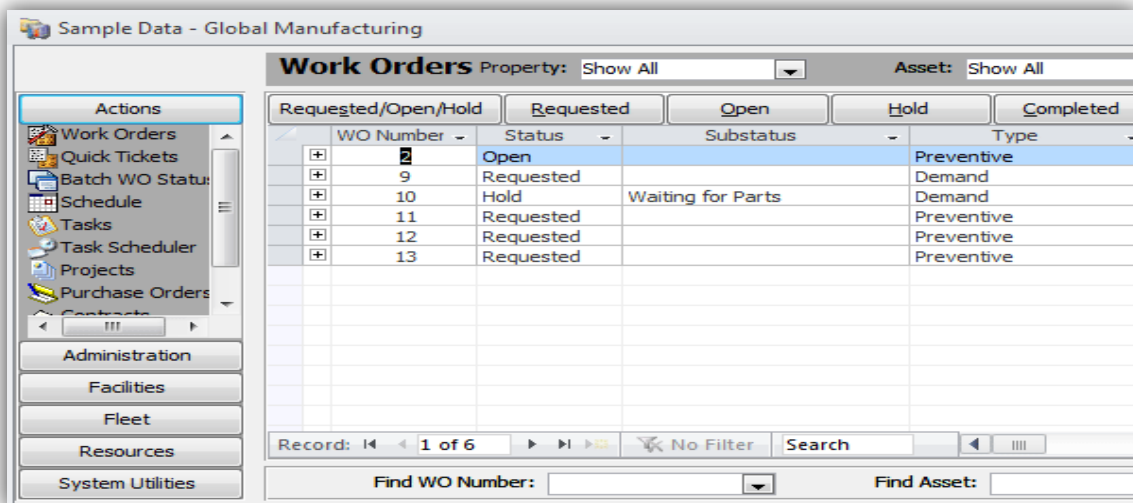 Sample Data - Global Manufacturing
Work Orders Property: Show All Asset: Show All
Actions
Work Orders
Quick Tickets
Batch WO Statu
Schedule
Tasks
Task Scheduler
Projects
Purchase Orders
Contracts
Administration
Facilities
Fleet
Resources
System Utilities
Requested/Open/Hold Requested Open Hold Completed
WO Number Status Substatus Type
2 Open Preventive
9 Requested Demand
10 Hold Waiting for Parts Demand
11 Requested Preventive
12 Requested Preventive
13 Requested Preventive
Record: 1 of 6 No Filter Search
Find WO Number: Find Asset: